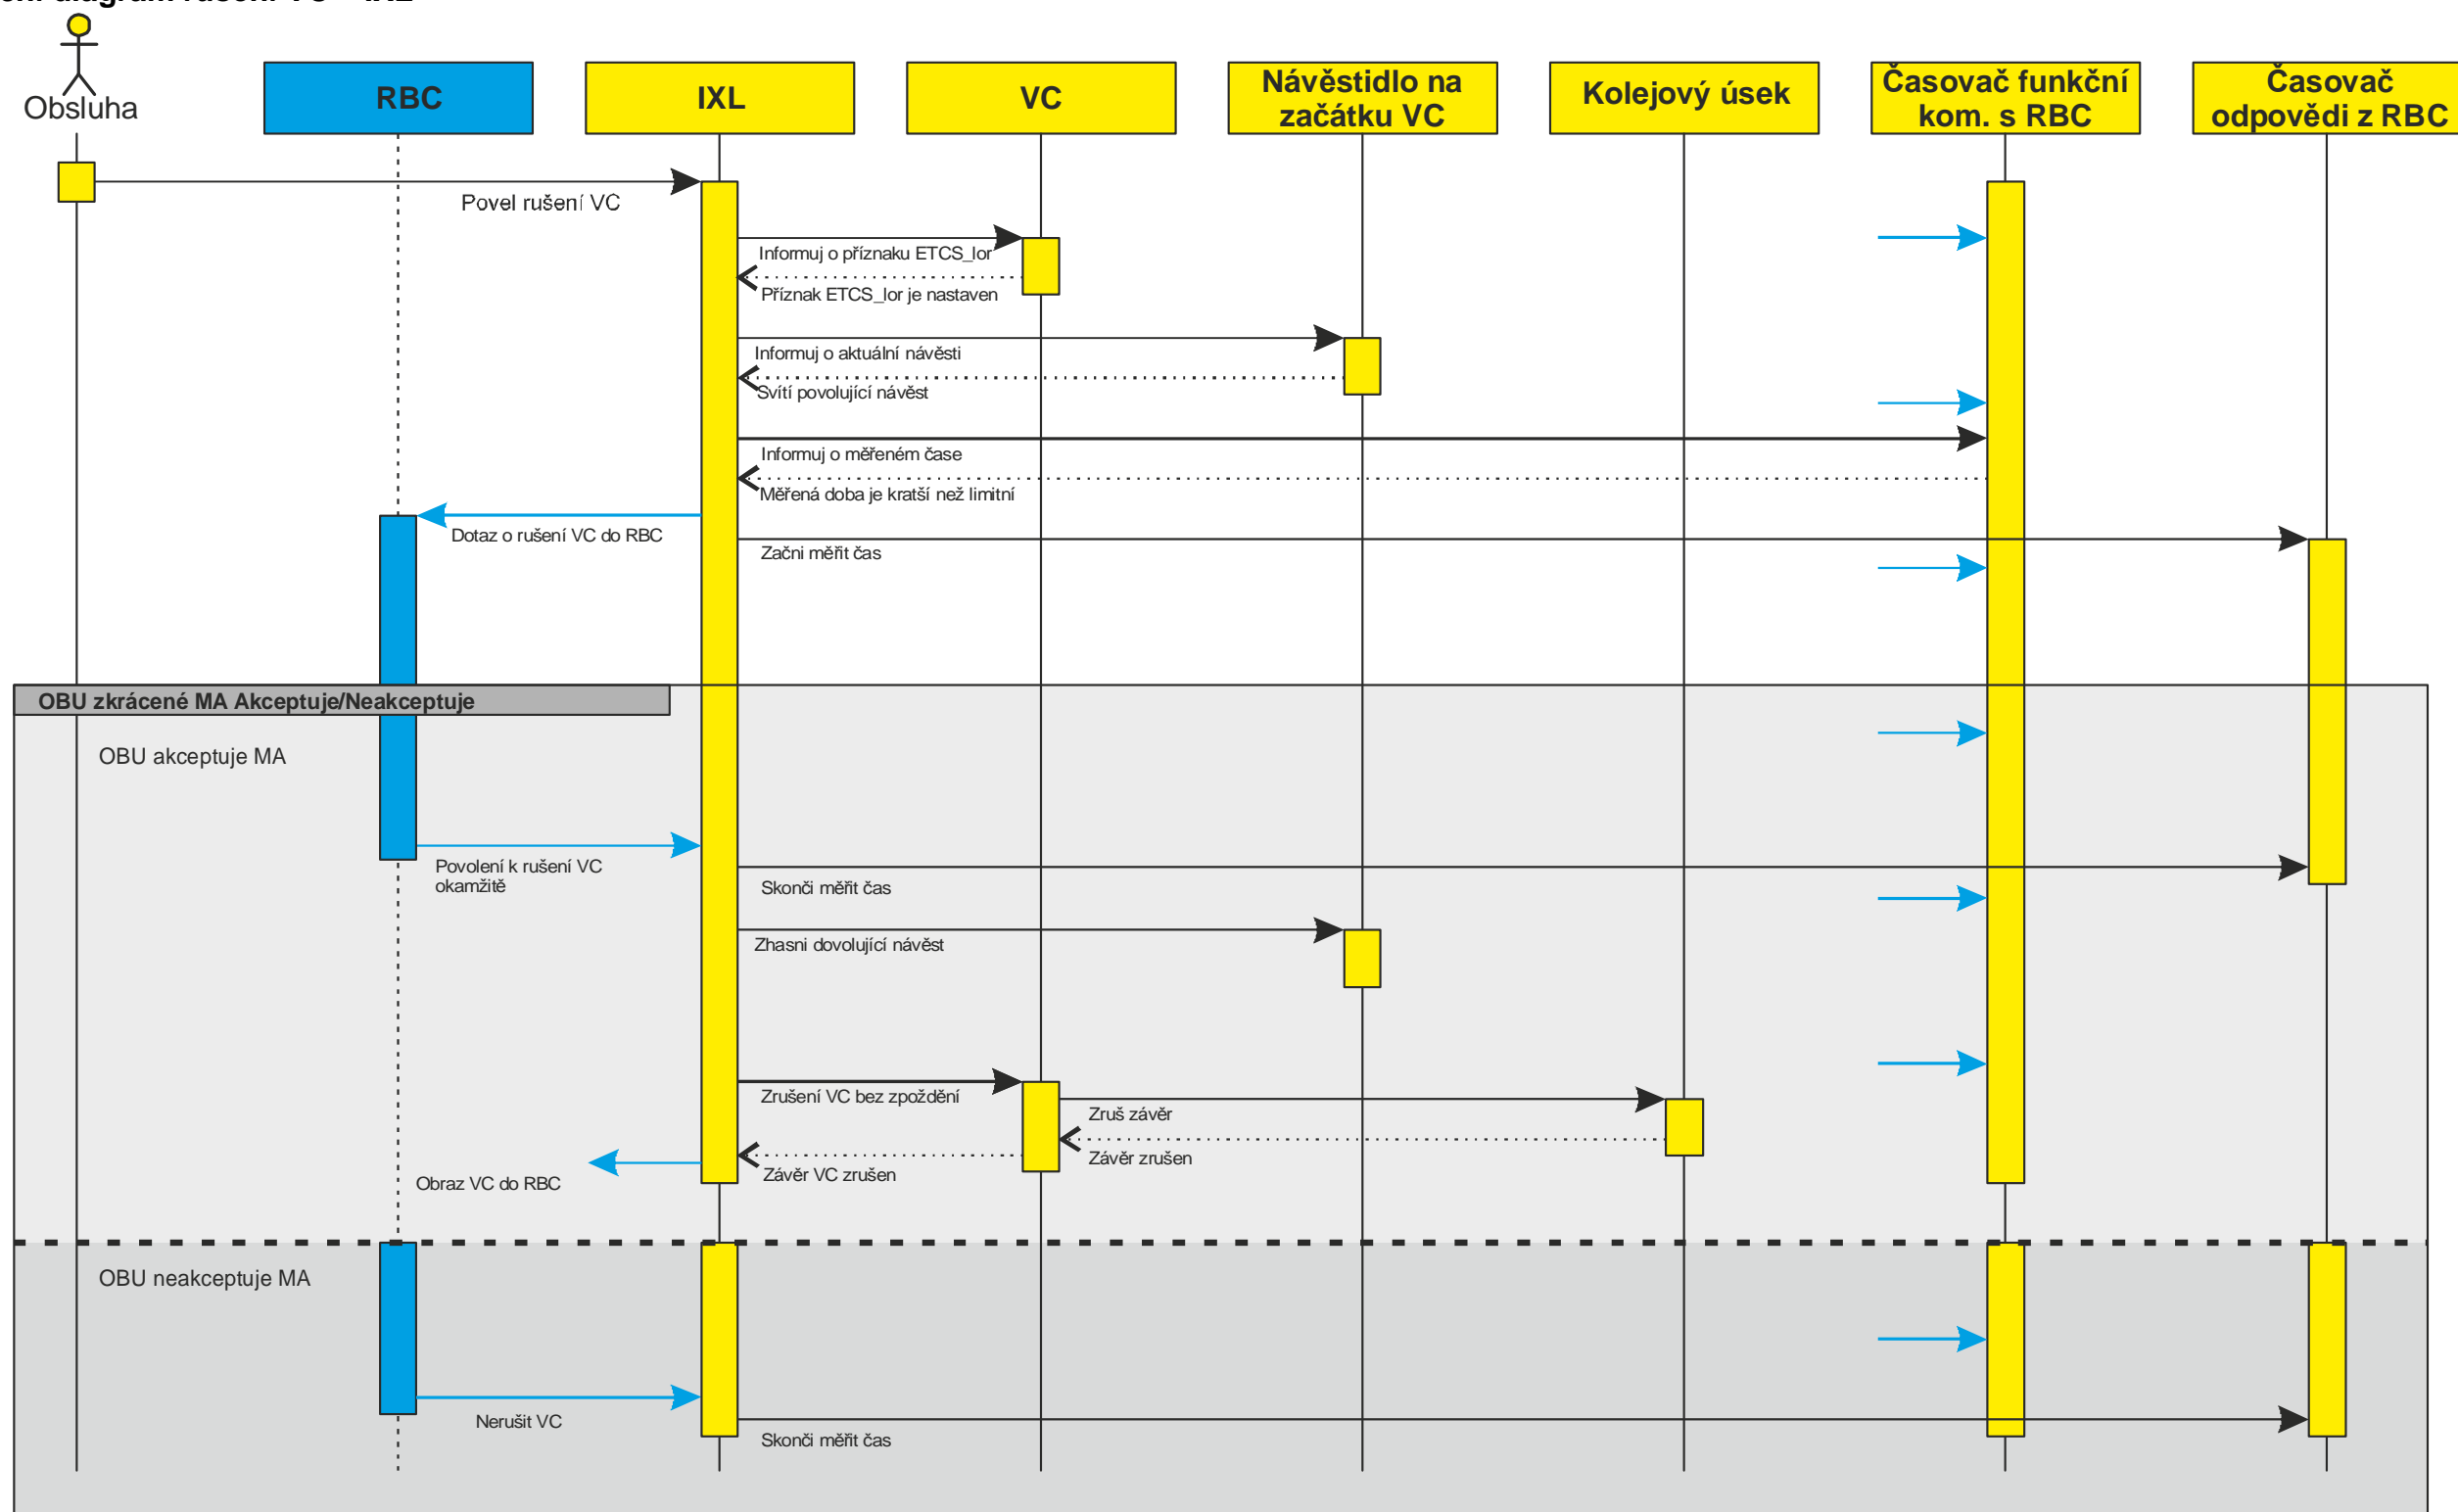 Obsluha
RBC
IXL
VC
Návěstidlo na
začátku VC
Kolejový úsek
Časovač funkční
kom. s RBC
Časovač
odpovědi z RBC
Povel rušení VC
Informuj o příznaku ETCS_lor
Příznak ETCS_lor je nastaven
Informuj o aktuální návěsti
Svítí povolující návěst
Informuj o měřeném čase
Měřená doba je kratší než limitní
Dotaz o rušení VC do RBC
Začni měřit čas
OBU zkrácené MA Akceptuje/Neakceptuje
OBU akceptuje MA
Povolení k rušení VC
okamžitě
Skonči měřit čas
Zhasni dovolující návěst
Zrušení VC bez zpoždění
Zruš závěr
Závěr zrušen
Závěr VC zrušen
Obraz VC do RBC
OBU neakceptuje MA
Nerušit VC
Skonči měřit čas